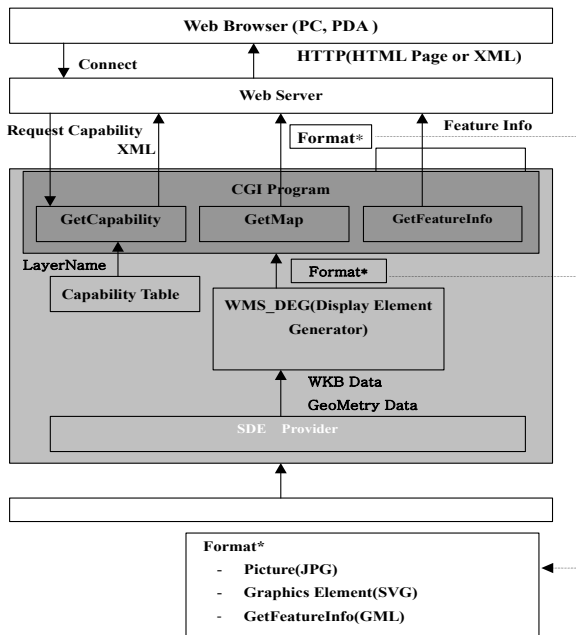 Web Browser (PC, PDA )
Connect
HTTP(HTML Page or XML)
Web Server
Request Capability
XML
Format*
Feature Info
CGI Program
GetCapability
GetMap
GetFeatureInfo
LayerName
Format*
Capability Table
WMS_DEG(Display Element
Generator)
WKB Data
GeoMetry Data
SDE Provider
Format*
- Picture(JPG)
- Graphics Element(SVG)
- GetFeatureInfo(GML)